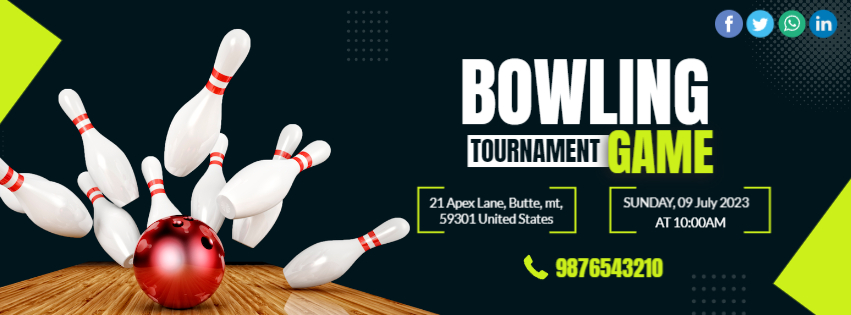 BOWLING
TOURNAMENT GAME
21 Apex Lane, Butte, mt,
59301 United States
SUNDAY, 09 July 2023
AT 10:00AM
9876543210